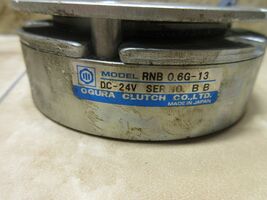 MODEL RNB 0.6G-13
DC-24V SER NO. B B
OGURA CLUTCH CO.,LTD.
MADE IN JAPAN